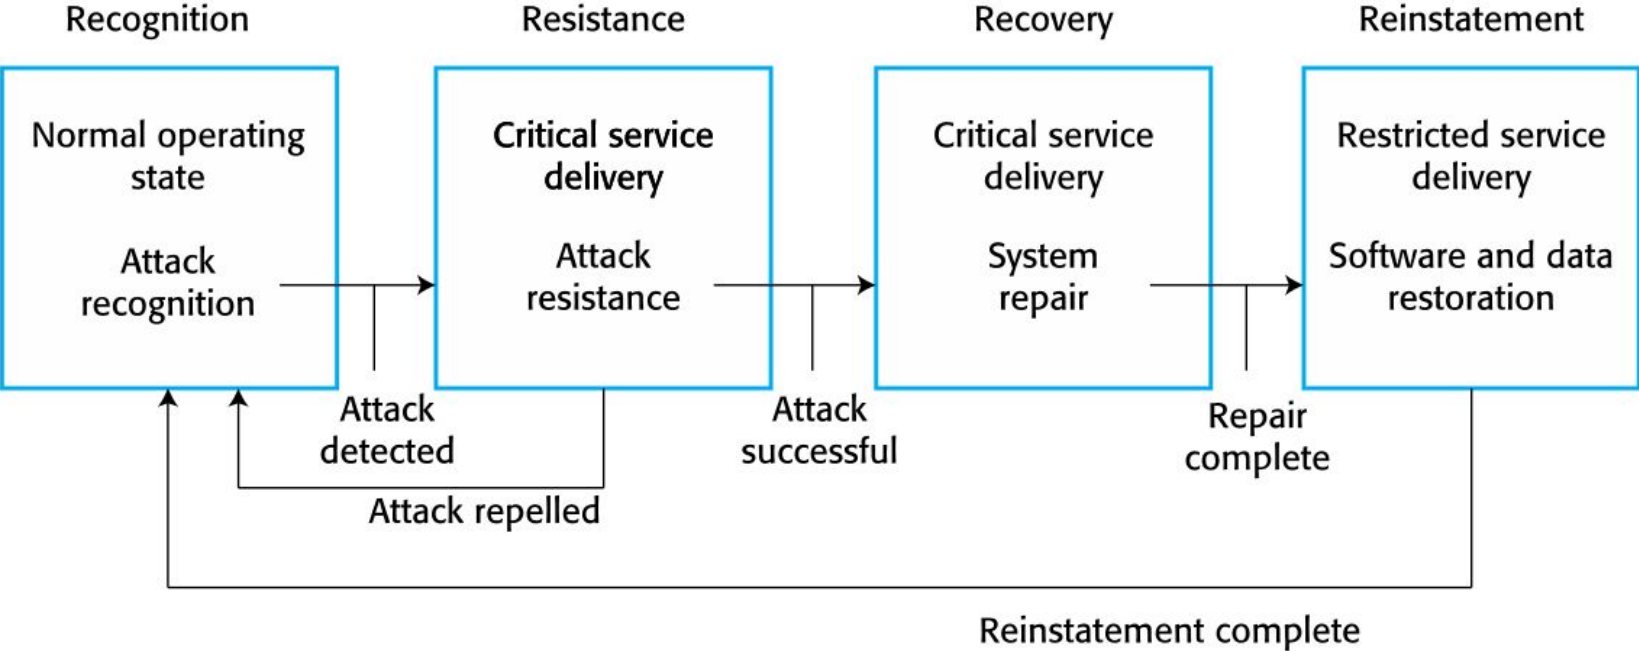 Recognition
Resistance
Recovery
Reinstatement
Normal operating
state
Attack
recognition
Critical service
delivery
Attack
resistance
Critical service
delivery
System
repair
Restricted service
delivery
Software and data
restoration
Attack
detected
Attack
successful
Repair
complete
Attack repelled
Reinstatement complete